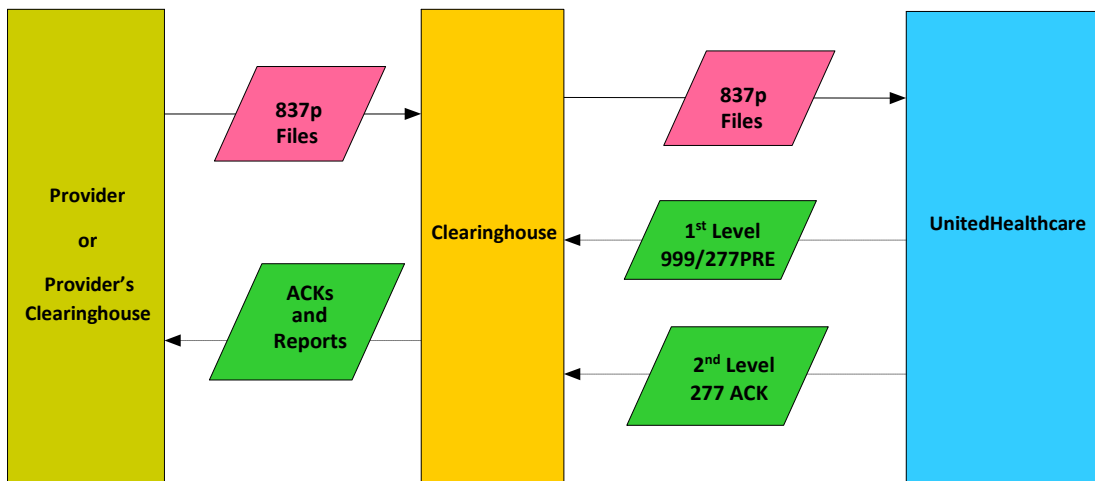 Provider
or
Provider’s
Clearinghouse
837p
Files
ACKs
and
Reports
Clearinghouse
837p
Files
1st Level
999/277PRE
2nd Level
277 ACK
UnitedHealthcare